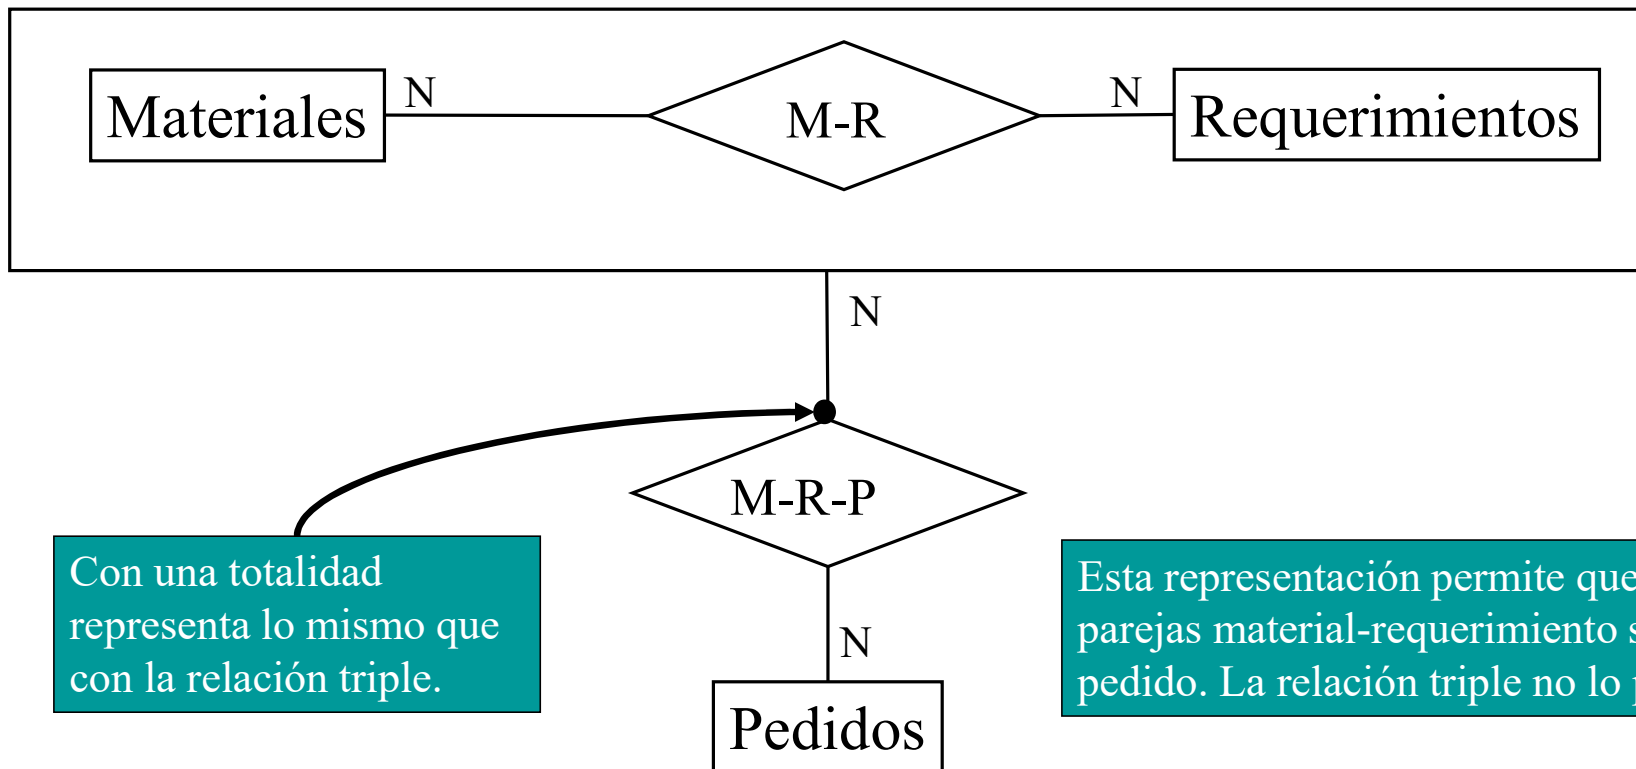 Materiales
N
M-R
N
Requerimientos
N
M-R-P
Con una totalidad
representa lo mismo que
con la relación triple.
Esta representación permite que
parejas material-requerimiento
pedido. La relación triple no lo
N
Pedidos